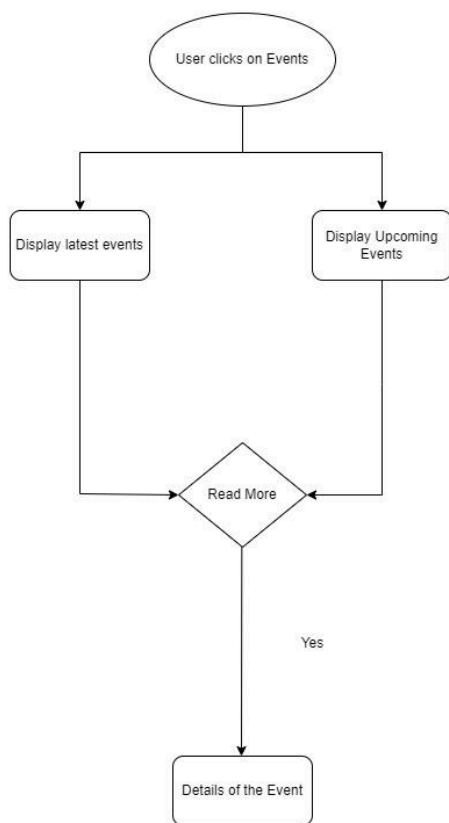 User clicks on Events
Display latest events
Display Upcoming
Events
Read More
Yes
Details of the Event